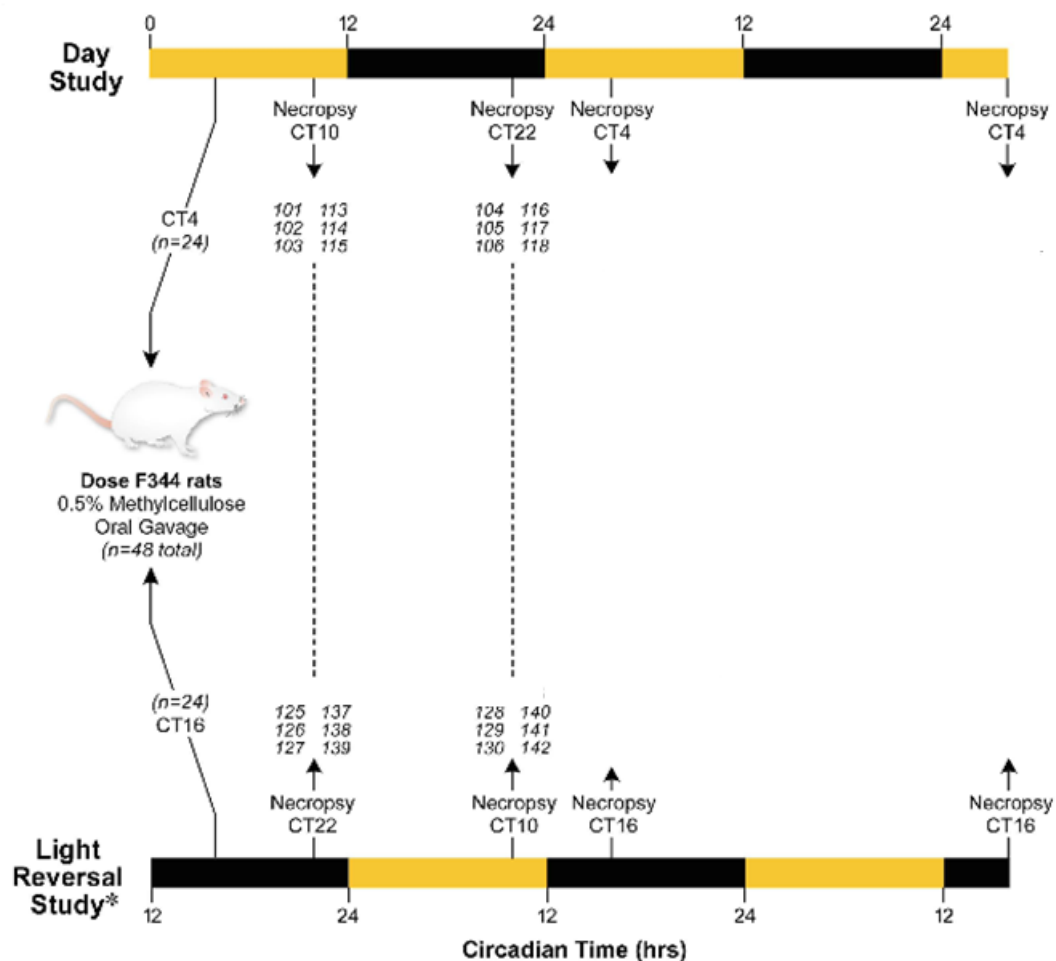 0 12 24 12 24
Day
Study
Necropsy Necropsy Necropsy Necropsy
CT10 CT22 CT4 CT4
CT4
(n=24)
101 113 104 116
102 114 105 117
103 115 106 118
Dose F344 rats
0.5% Methylcellulose
Oral Gavage
(n=48 total)
(n=24)
CT16
125 137 128 140
126 138 129 141
127 139 130 142
Necropsy Necropsy Necropsy Necropsy
CT22 CT10 CT16 CT16
Light
Reversal
Study*
12 24 12 24 12
Circadian Time (hrs)